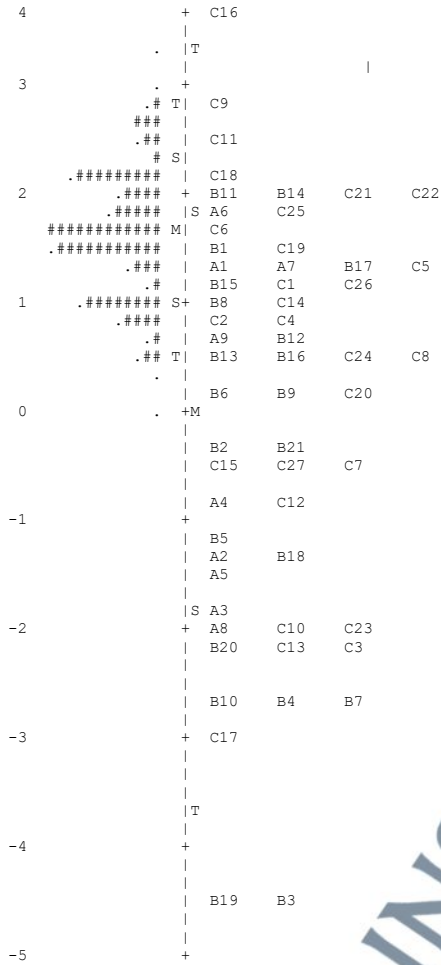 4 + C16
|
. |T
| |
3 . +
.# T| C9
### |
.## | C11
# S|
.######### | C18
2 .#### + B11 B14 C21 C22
.##### |S A6 C25
############ M| C6
.########### | B1 C19
.### | A1 A7 B17 C5
.# | B15 C1 C26
1 .######## S+ B8 C14
.#### | C2 C4
.# | A9 B12
.## T| B13 B16 C24 C8
. |
| B6 B9 C20
0 . +M
|
| B2 B21
| C15 C27 C7
|
| A4 C12
-1 +
| B5
| A2 B18
| A5
|
|S A3
-2 + A8 C10 C23
| B20 C13 C3
|
|
| B10 B4 B7
|
-3 + C17
|
|
|
|T
|
-4 +
|
|
| B19 B3
|
|
-5 +